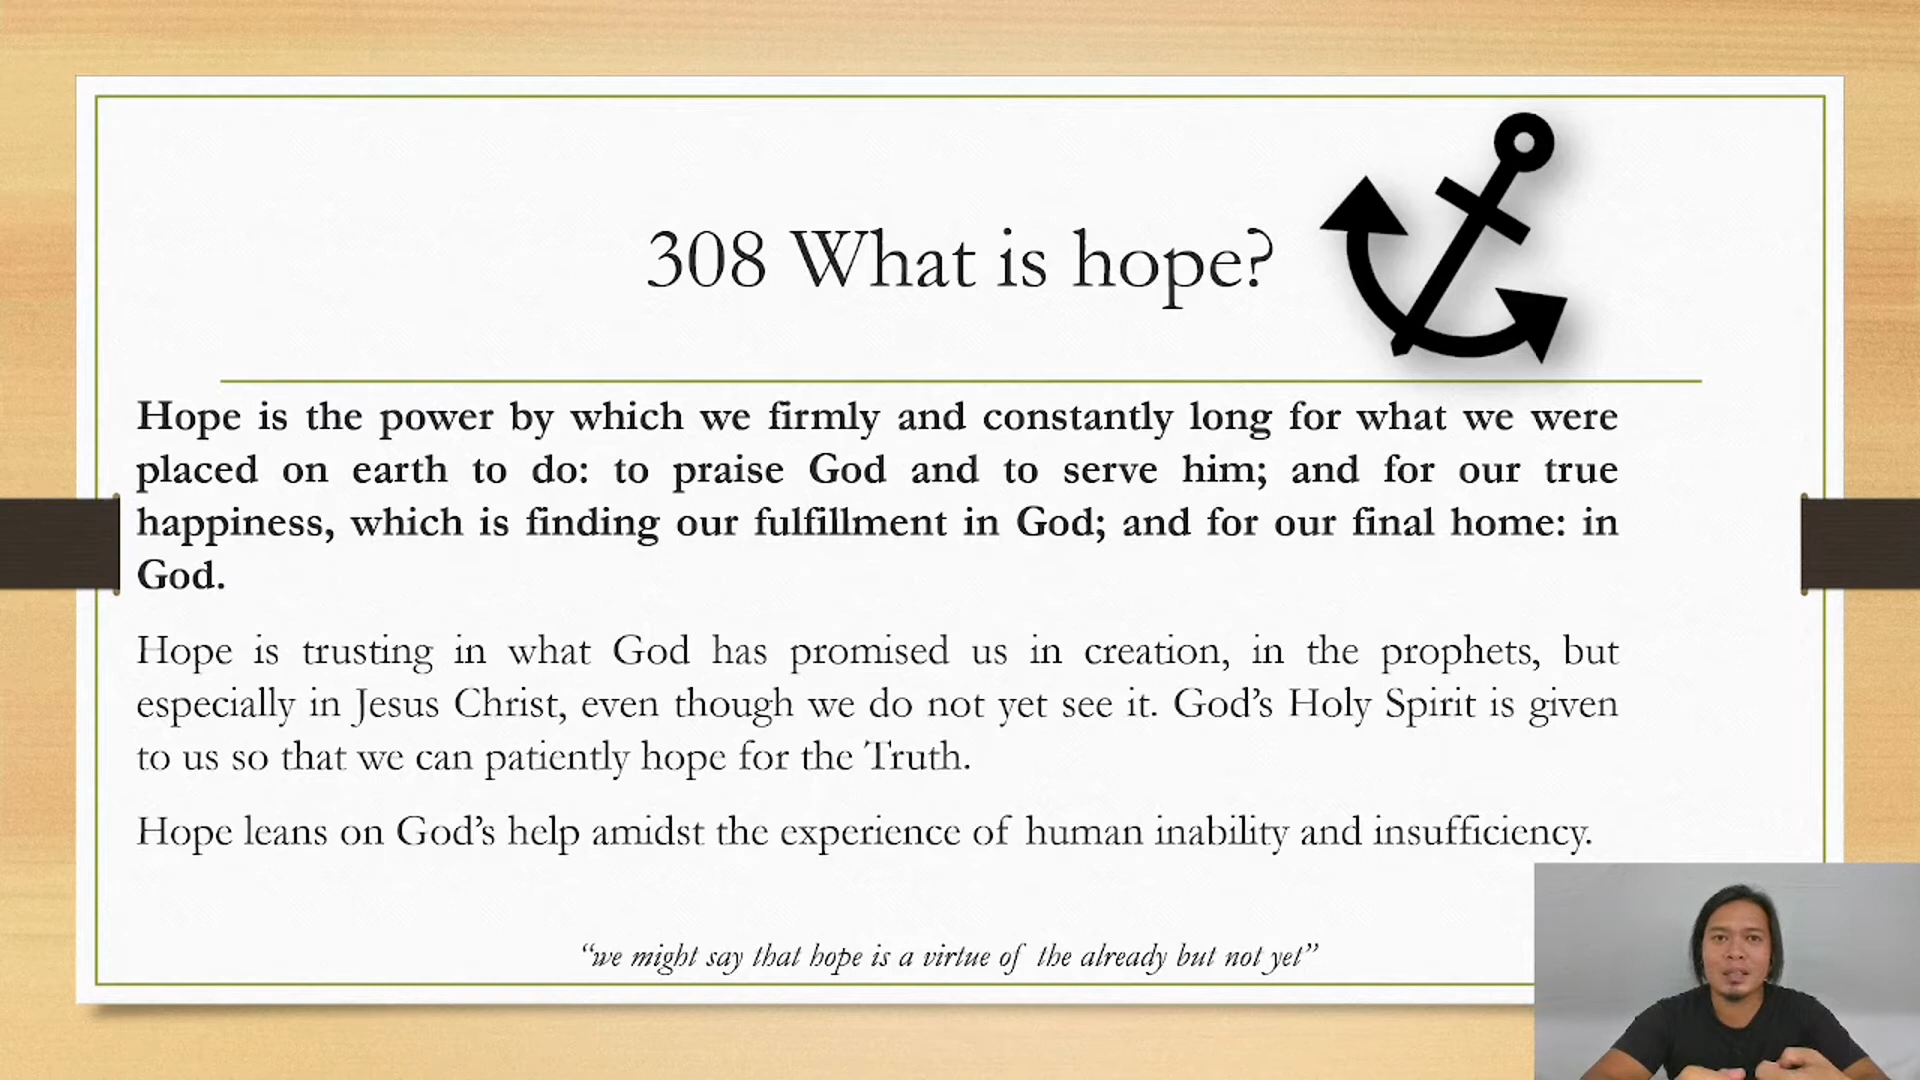 308 What is hope?
Hope is the power by which we firmly and constantly long for what we were
placed on earth to do: to praise God and to serve him; and for our true
happiness, which is finding our fulfillment in God; and for our final home: in
God.
Hope is trusting in what God has promised us in creation, in the prophets, but
especially in Jesus Christ, even though we do not yet see it. God’s Holy Spirit is given
to us so that we can patiently hope for the Truth.
Hope leans on God’s help amidst the experience of human inability and insufficiency.
“we might say that hope is a virtue of the already but not yet”